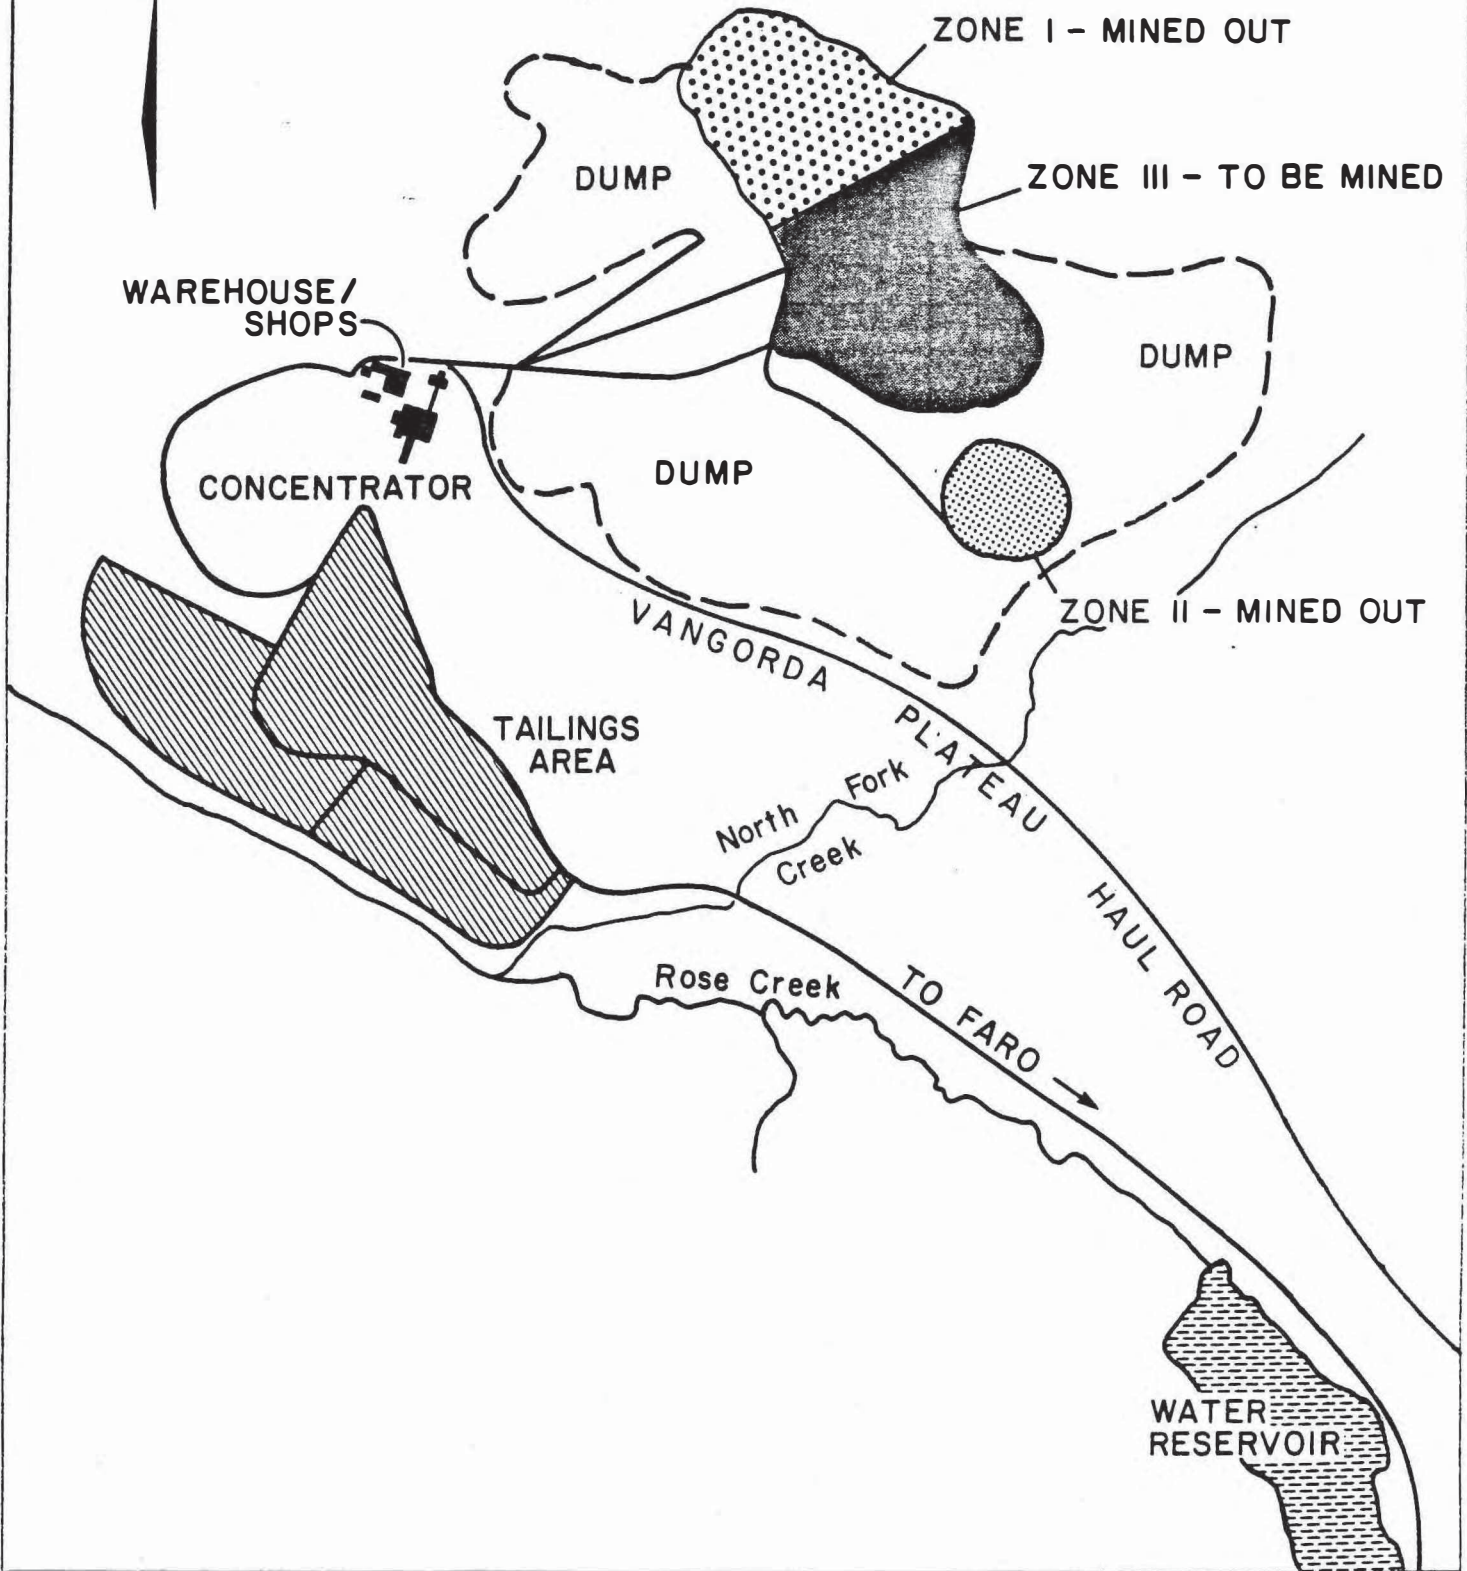 ZONE I - MINED OUT
DUMP
ZONE III - TO BE MINED
WAREHOUSE/
SHOPS
DUMP
DUMP
CONCENTRATOR
ZONE II - MINED OUT
VANGORDA PLATEAU HAUL ROAD
TAILINGS
AREA
North Fork
Creek
Rose Creek
TO FARO
WATER
RESERVOIR